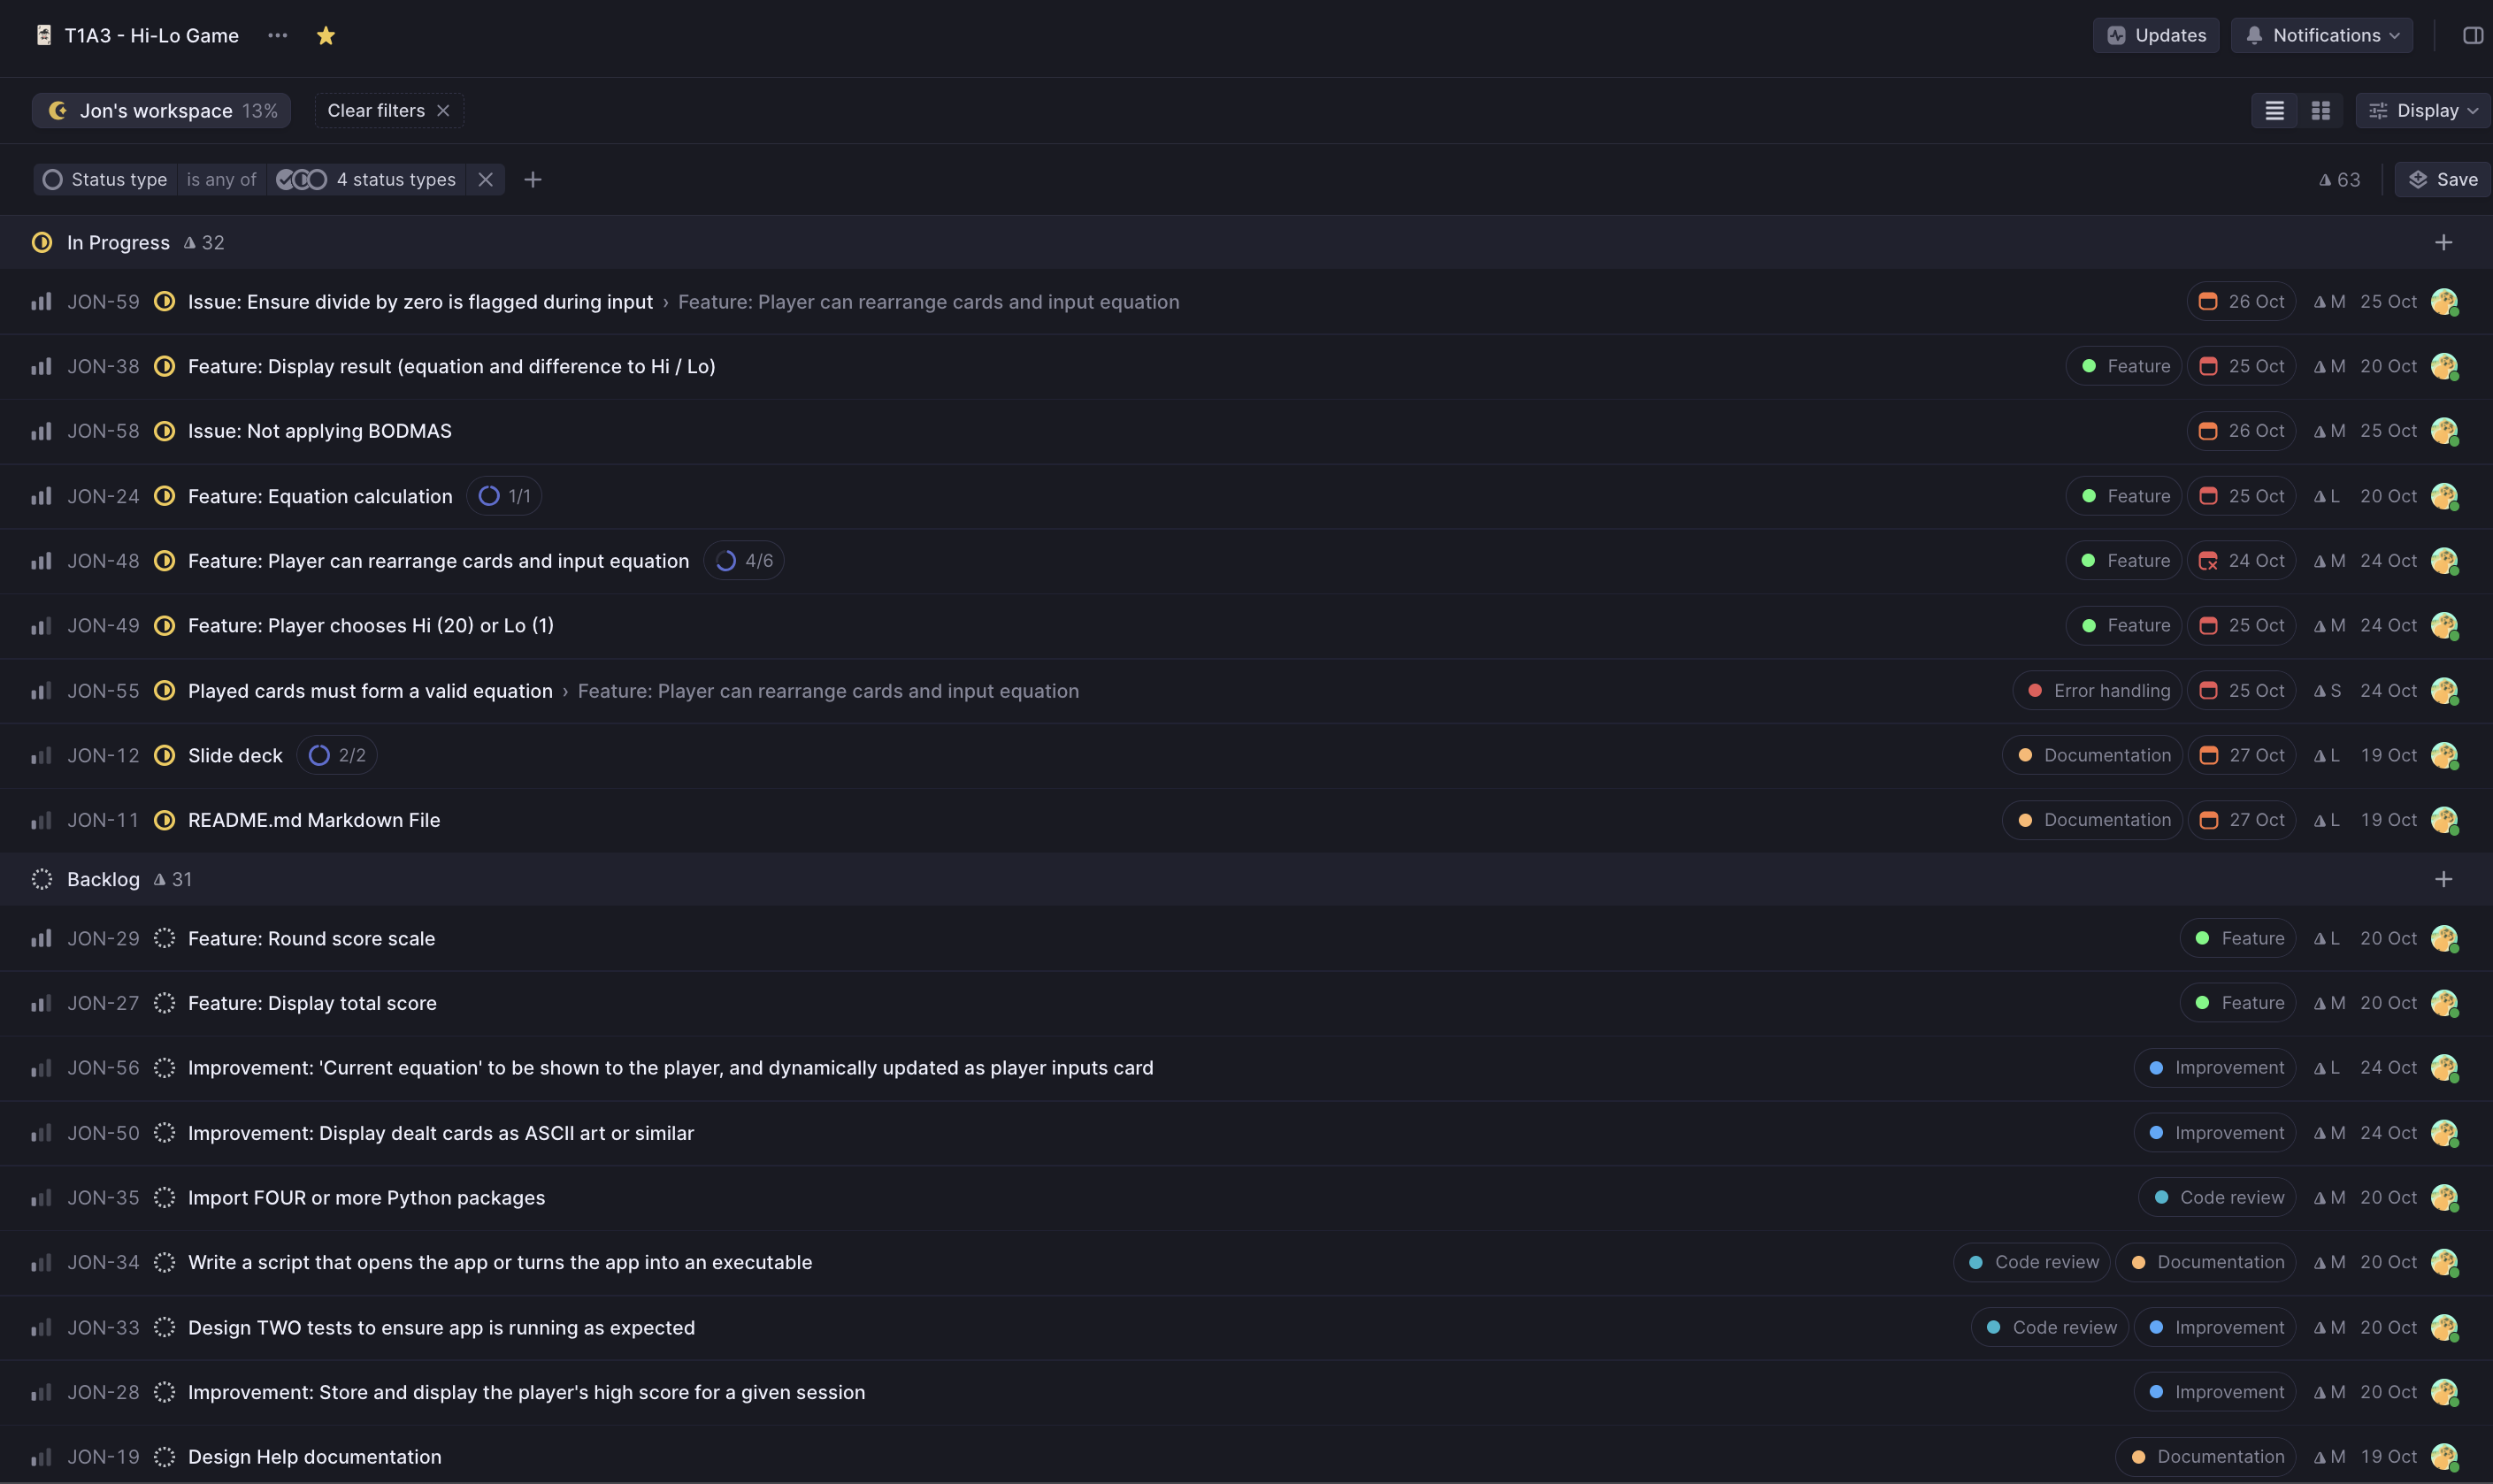 T1A3 - Hi-Lo Game Updates Notifications
Jon's workspace 13% Clear filters Display
Status type is any of 4 status types 63 Save
In Progress 32
JON-59 Issue: Ensure divide by zero is flagged during input › Feature: Player can rearrange cards and input equation 26 Oct M 25 Oct
JON-38 Feature: Display result (equation and difference to Hi / Lo) Feature 25 Oct M 20 Oct
JON-58 Issue: Not applying BODMAS 26 Oct M 25 Oct
JON-24 Feature: Equation calculation 1/1 Feature 25 Oct L 20 Oct
JON-48 Feature: Player can rearrange cards and input equation 4/6 Feature 24 Oct M 24 Oct
JON-49 Feature: Player chooses Hi (20) or Lo (1) Feature 25 Oct M 24 Oct
JON-55 Played cards must form a valid equation › Feature: Player can rearrange cards and input equation Error handling 25 Oct S 24 Oct
JON-12 Slide deck 2/2 Documentation 27 Oct L 19 Oct
JON-11 README.md Markdown File Documentation 27 Oct L 19 Oct
Backlog 31
JON-29 Feature: Round score scale Feature L 20 Oct
JON-27 Feature: Display total score Feature M 20 Oct
JON-56 Improvement: 'Current equation' to be shown to the player, and dynamically updated as player inputs card Improvement L 24 Oct
JON-50 Improvement: Display dealt cards as ASCII art or similar Improvement M 24 Oct
JON-35 Import FOUR or more Python packages Code review M 20 Oct
JON-34 Write a script that opens the app or turns the app into an executable Code review Documentation M 20 Oct
JON-33 Design TWO tests to ensure app is running as expected Code review Improvement M 20 Oct
JON-28 Improvement: Store and display the player's high score for a given session Improvement M 20 Oct
JON-19 Design Help documentation Documentation M 19 Oct